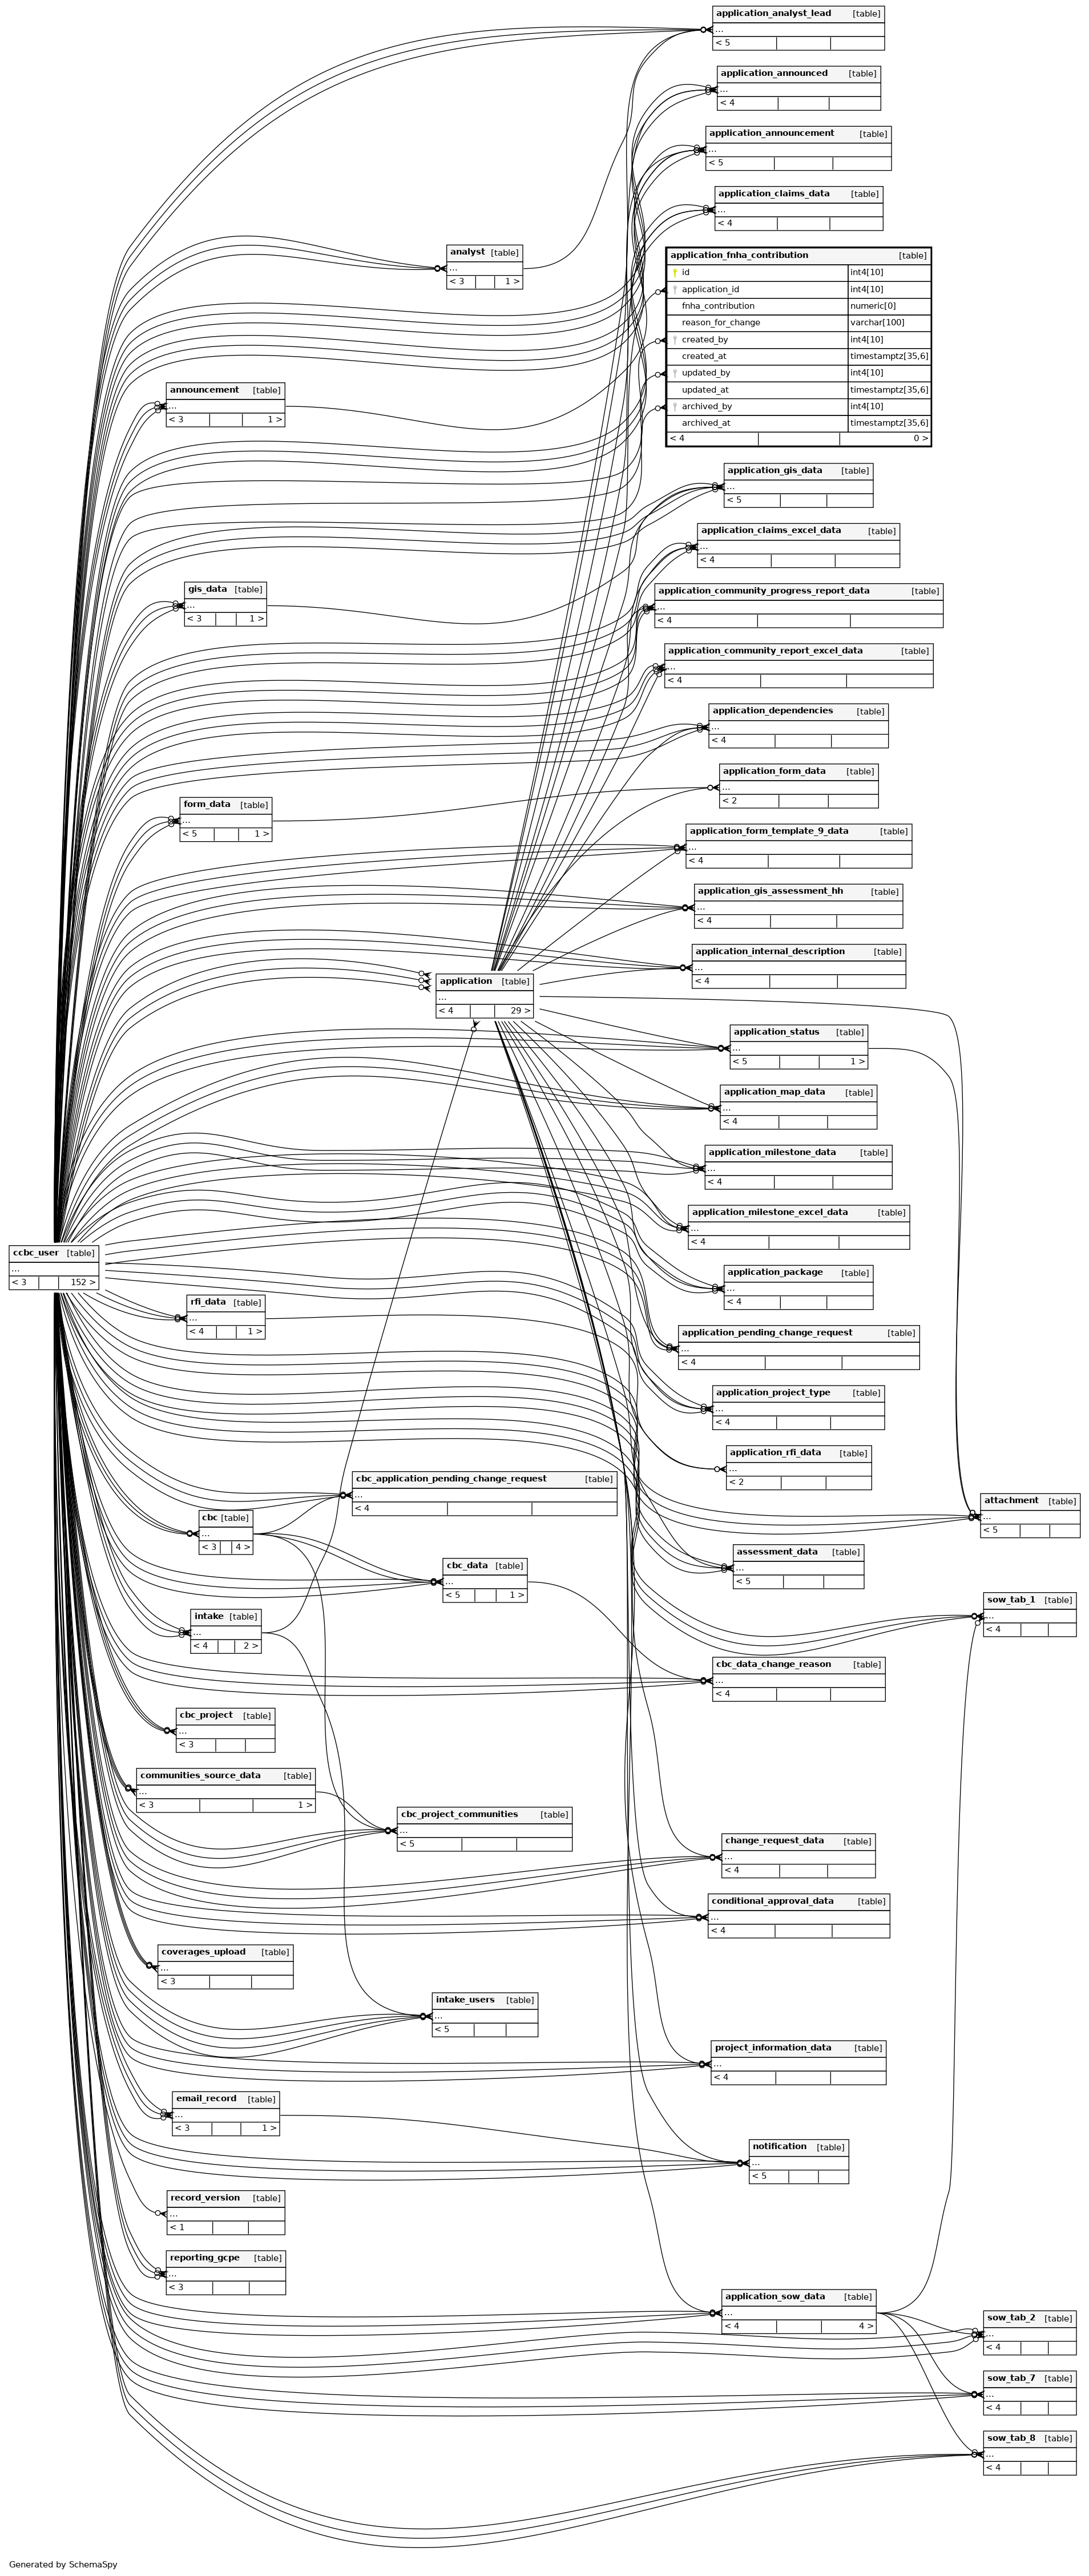 application_analyst_lead [table]
...
< 5
application_announced [table]
...
< 4
application_announcement [table]
...
< 5
application_claims_data [table]
...
< 4
analyst [table]
...
< 3 1 >
application_fnha_contribution [table]
id int4[10]
application_id int4[10]
fnha_contribution numeric[0]
reason_for_change varchar[100]
created_by int4[10]
created_at timestamptz[35,6]
updated_by int4[10]
updated_at timestamptz[35,6]
archived_by int4[10]
archived_at timestamptz[35,6]
< 4 0 >
announcement [table]
...
< 3 1 >
application_gis_data [table]
...
< 5
application_claims_excel_data [table]
...
< 4
gis_data [table]
...
< 3 1 >
application_community_progress_report_data [table]
...
< 4
application_community_report_excel_data [table]
...
< 4
application_dependencies [table]
...
< 4
application_form_data [table]
...
< 2
form_data [table]
...
< 5 1 >
application_form_template_9_data [table]
...
< 4
application_gis_assessment_hh [table]
...
< 4
application_internal_description [table]
...
< 4
application [table]
...
< 4 29 >
application_status [table]
...
< 5 1 >
application_map_data [table]
...
< 4
application_milestone_data [table]
...
< 4
application_milestone_excel_data [table]
...
< 4
ccbc_user [table]
...
< 3 152 >
application_package [table]
...
< 4
rfi_data [table]
...
< 4 1 >
application_pending_change_request [table]
...
< 4
application_project_type [table]
...
< 4
application_rfi_data [table]
...
< 2
cbc_application_pending_change_request [table]
...
< 4
attachment [table]
...
< 5
cbc [table]
...
< 3 4 >
assessment_data [table]
...
< 5
cbc_data [table]
...
< 5 1 >
sow_tab_1 [table]
...
< 4
intake [table]
...
< 4 2 >
cbc_data_change_reason [table]
...
< 4
cbc_project [table]
...
< 3
communities_source_data [table]
...
< 3 1 >
cbc_project_communities [table]
...
< 5
change_request_data [table]
...
< 4
conditional_approval_data [table]
...
< 4
coverages_upload [table]
...
< 3
intake_users [table]
...
< 5
project_information_data [table]
...
< 4
email_record [table]
...
< 3 1 >
notification [table]
...
< 5
record_version [table]
...
< 1
reporting_gcpe [table]
...
< 3
application_sow_data [table]
...
< 4 4 >
sow_tab_2 [table]
...
< 4
sow_tab_7 [table]
...
< 4
sow_tab_8 [table]
...
< 4
Generated by SchemaSpy